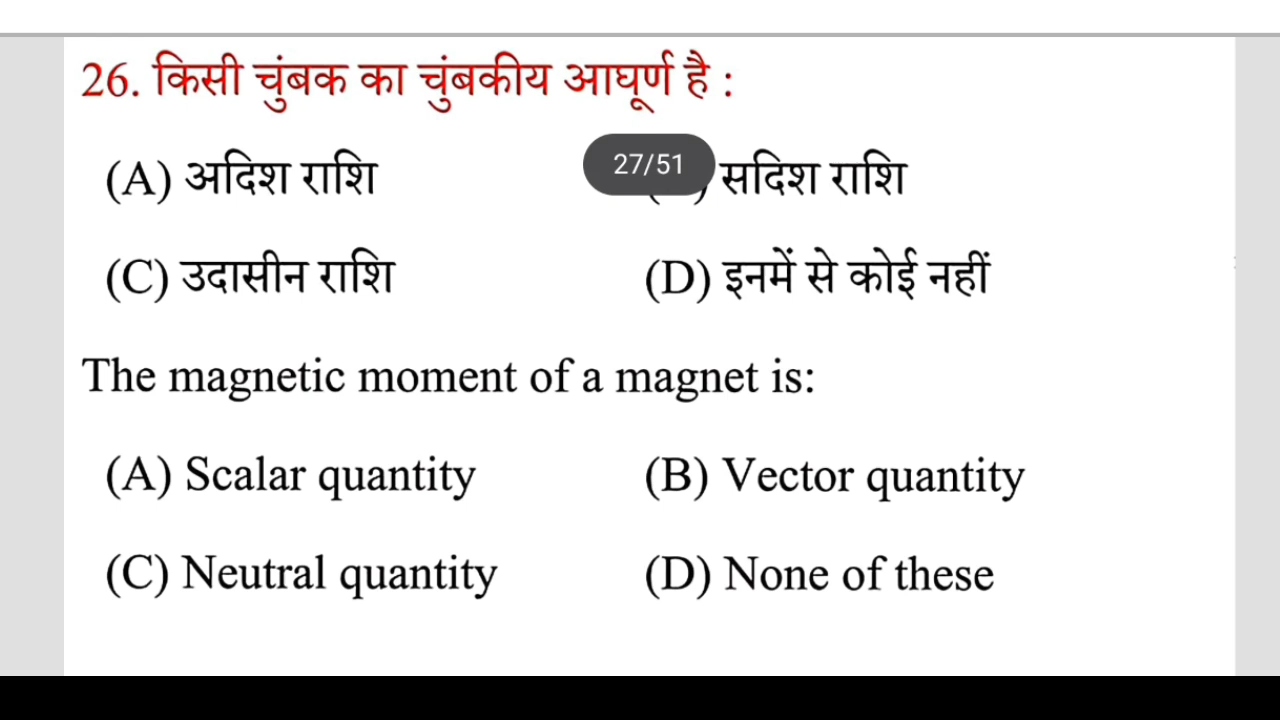 26. किसी चुंबक का चुंबकीय आघूर्ण है :
(A) अदिश राशि 27/51 ) सदिश राशि
(C) उदासीन राशि (D) इनमें से कोई नहीं
The magnetic moment of a magnet is:
(A) Scalar quantity (B) Vector quantity
(C) Neutral quantity (D) None of these